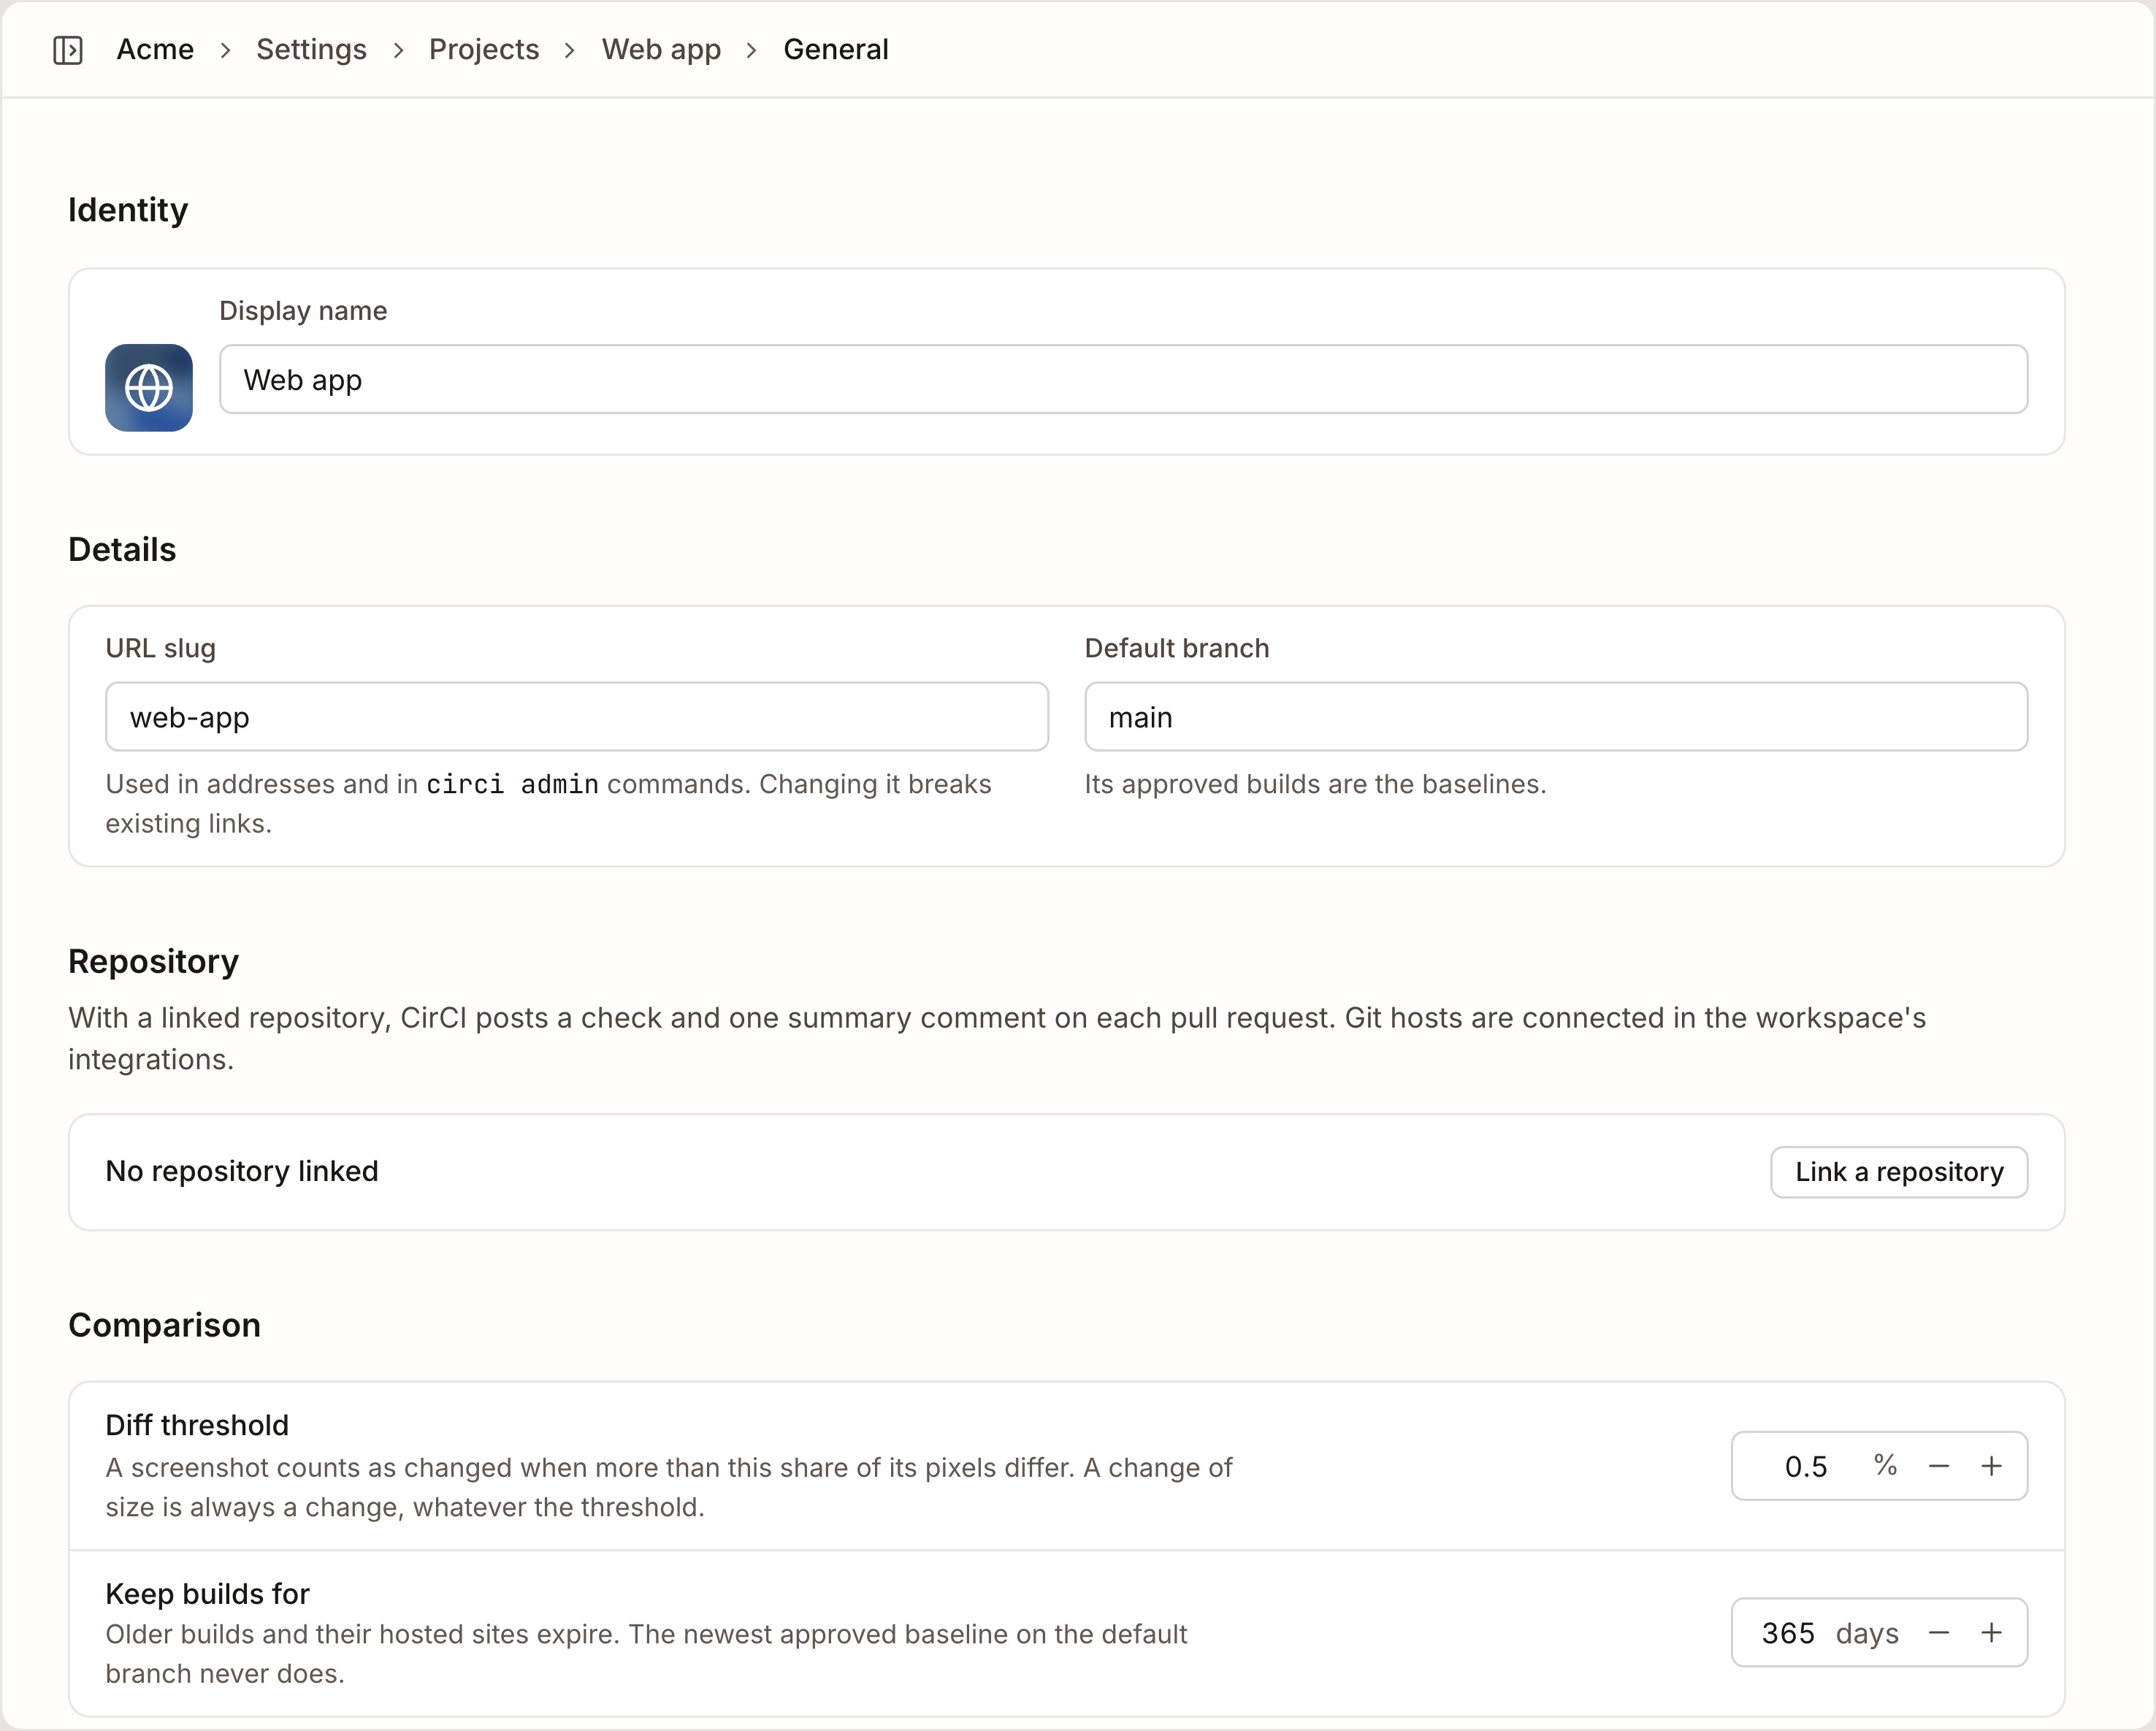 Acme > Settings > Projects > Web app > General
Identity
Display name
Web app
Details
URL slug
web-app
Used in addresses and in circi admin commands. Changing it breaks
existing links.
Default branch
main
Its approved builds are the baselines.
Repository
With a linked repository, CirCI posts a check and one summary comment on each pull request. Git hosts are connected in the workspace's
integrations.
No repository linked
Link a repository
Comparison
Diff threshold
A screenshot counts as changed when more than this share of its pixels differ. A change of
size is always a change, whatever the threshold.
0.5 % − +
Keep builds for
Older builds and their hosted sites expire. The newest approved baseline on the default
branch never does.
365 days − +